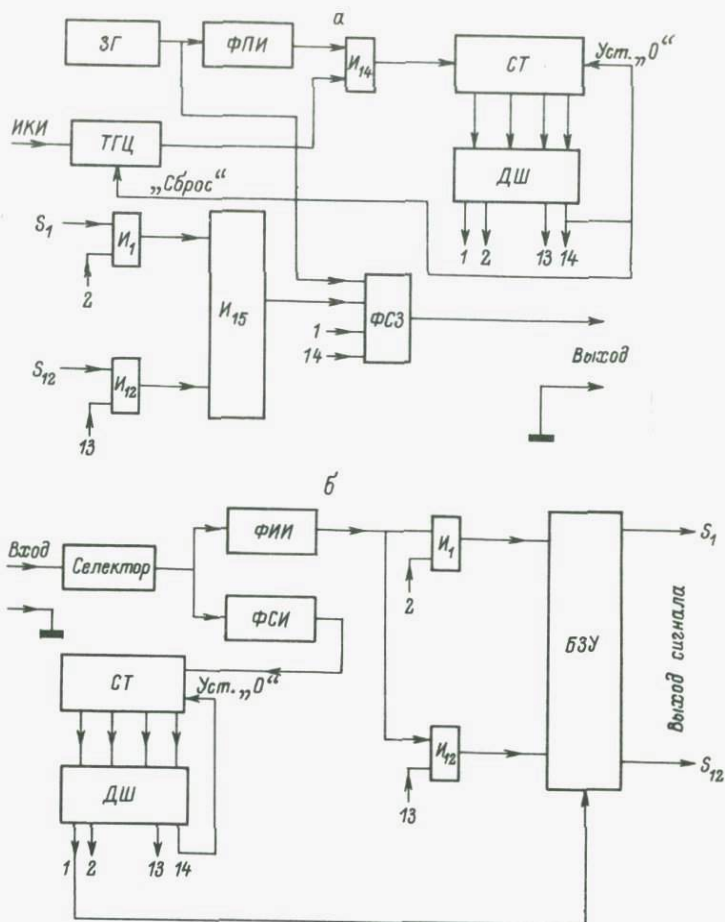 а
ЗГ
ФПИ
И14
СТ
Уст. „0“
ИКИ
ТГЦ
„Сброс“
ДШ
1 2 13 14
S1
И1
2
И15
S12
И12
13
1
14
ФСЗ
Выход
б
Вход
Селектор
ФИИ
ФСИ
И1
2
S1
СТ
Уст. „0“
БЗУ
Выход сигнала
ДШ
И12
13
S12
1 2 13 14